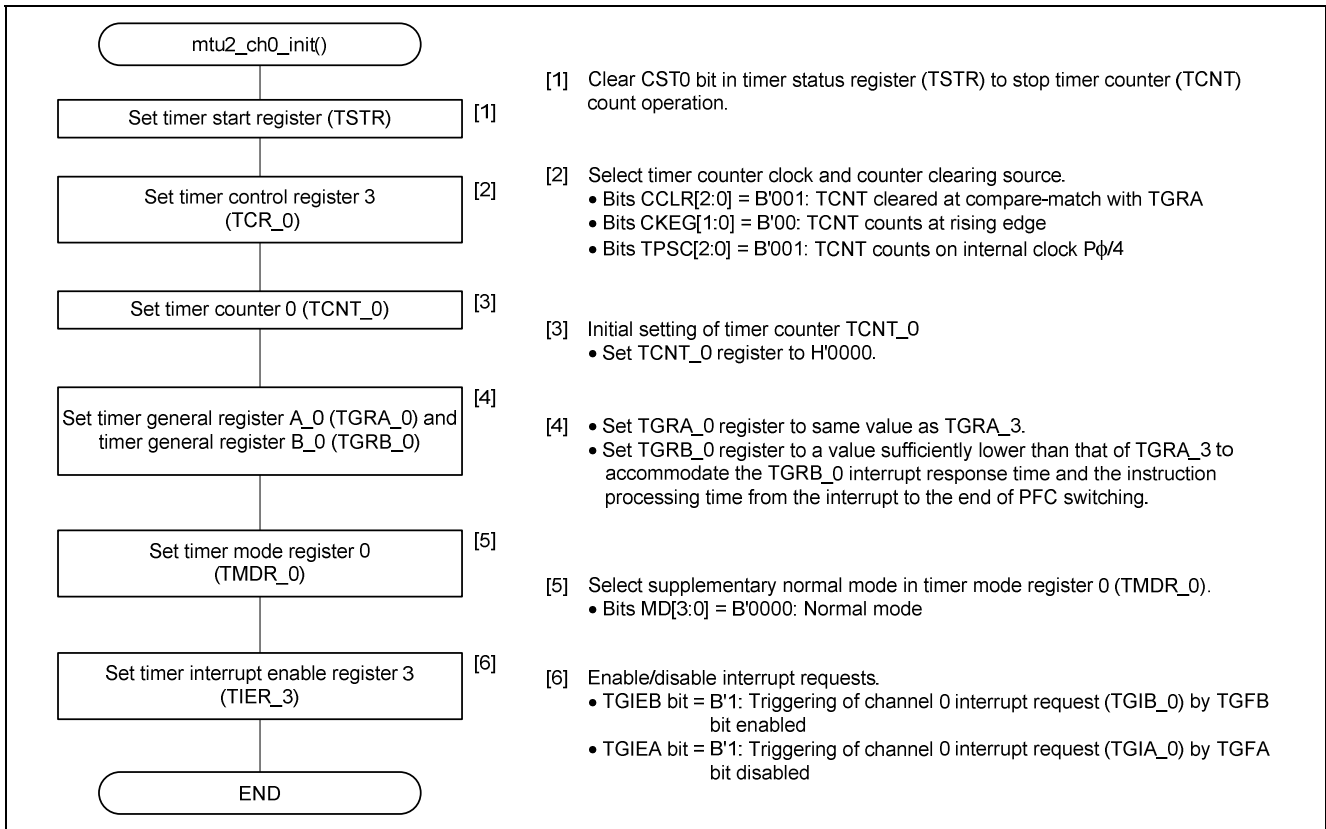 mtu2_ch0_init()
Set timer start register (TSTR)
[1]
Set timer control register 3
(TCR_0)
[2]
Set timer counter 0 (TCNT_0)
[3]
Set timer general register A_0 (TGRA_0) and
timer general register B_0 (TGRB_0)
[4]
Set timer mode register 0
(TMDR_0)
[5]
Set timer interrupt enable register 3
(TIER_3)
[6]
END
[1] Clear CST0 bit in timer status register (TSTR) to stop timer counter (TCNT)
count operation.
[2] Select timer counter clock and counter clearing source.
• Bits CCLR[2:0] = B'001: TCNT cleared at compare-match with TGRA
• Bits CKEG[1:0] = B'00: TCNT counts at rising edge
• Bits TPSC[2:0] = B'001: TCNT counts on internal clock Pϕ/4
[3] Initial setting of timer counter TCNT_0
• Set TCNT_0 register to H'0000.
[4] • Set TGRA_0 register to same value as TGRA_3.
• Set TGRB_0 register to a value sufficiently lower than that of TGRA_3 to
accommodate the TGRB_0 interrupt response time and the instruction
processing time from the interrupt to the end of PFC switching.
[5] Select supplementary normal mode in timer mode register 0 (TMDR_0).
• Bits MD[3:0] = B'0000: Normal mode
[6] Enable/disable interrupt requests.
• TGIEB bit = B'1: Triggering of channel 0 interrupt request (TGIB_0) by TGFB
bit enabled
• TGIEA bit = B'1: Triggering of channel 0 interrupt request (TGIA_0) by TGFA
bit disabled